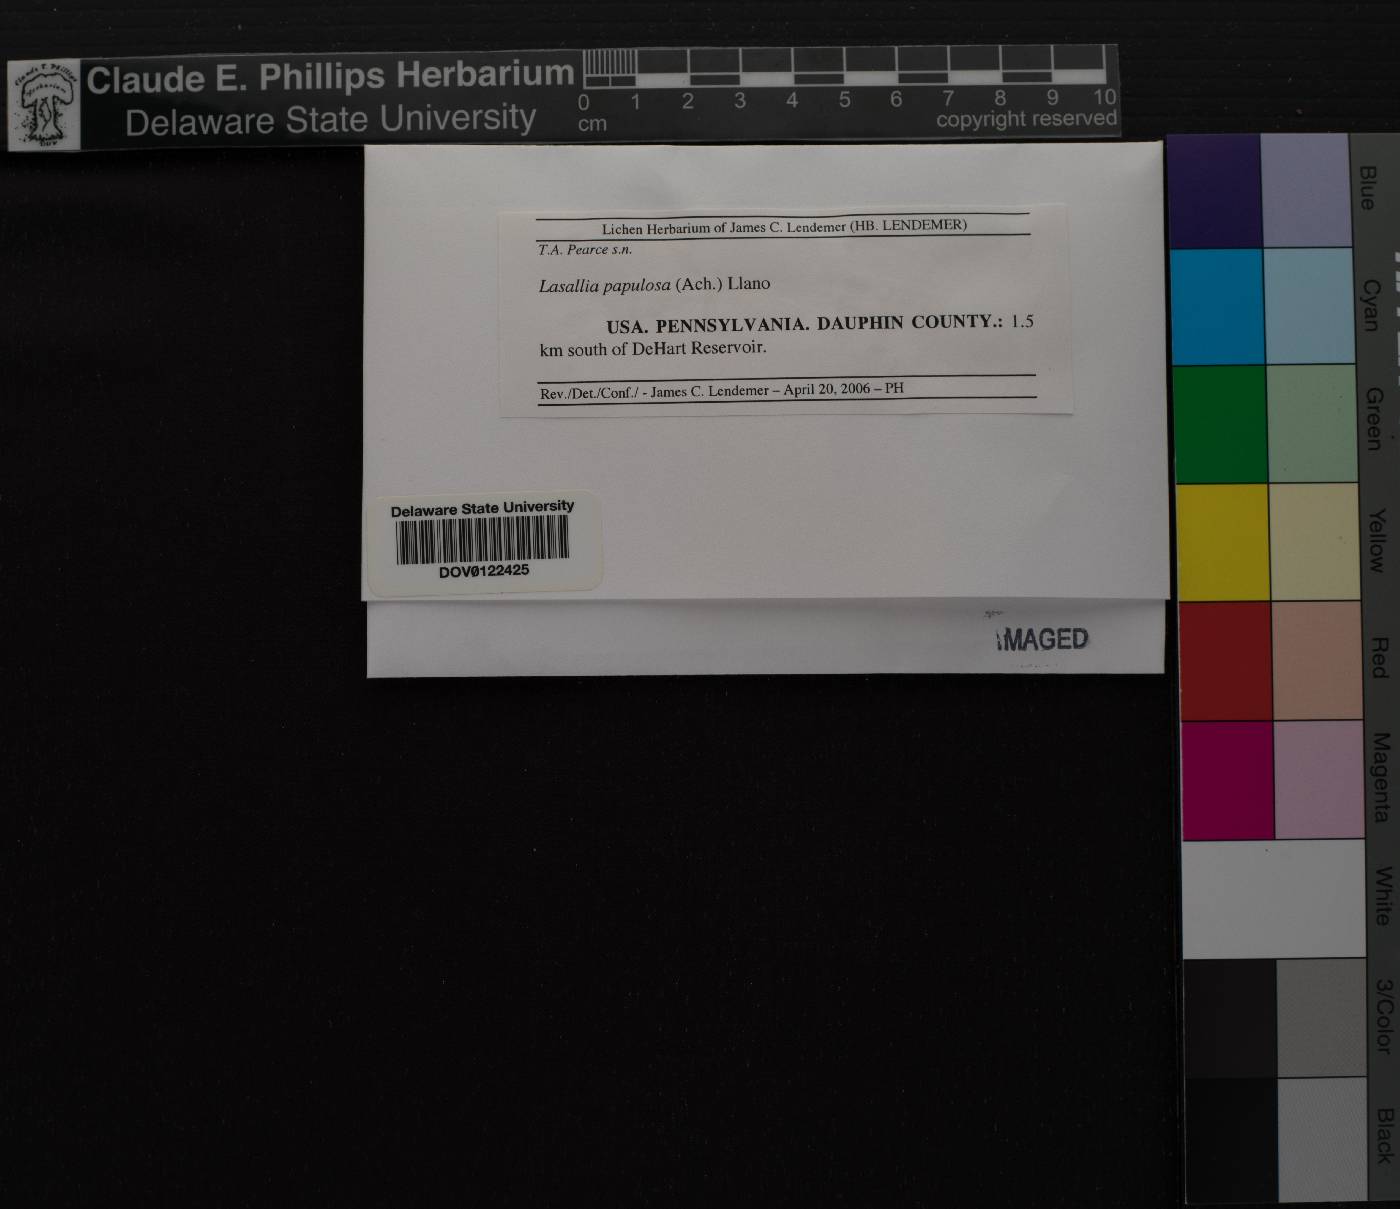 Claude E. Phillips Herbarium
Delaware State University
0 1 2 3 4 5 6 7 8 9 10
cm
copyright reserved
Lichen Herbarium of James C. Lendemer (HB. LENDEMER)
T.A. Pearce s.n.
Lasallia papulosa (Ach.) Llano
USA. PENNSYLVANIA. DAUPHIN COUNTY.: 1.5
km south of DeHart Reservoir.
Rev./Det./Conf./ - James C. Lendemer – April 20, 2006 – PH
Delaware State University
DOV0122425
IMAGED
Blue
Cyan
Green
Yellow
Red
Magenta
White
3/Color
Black